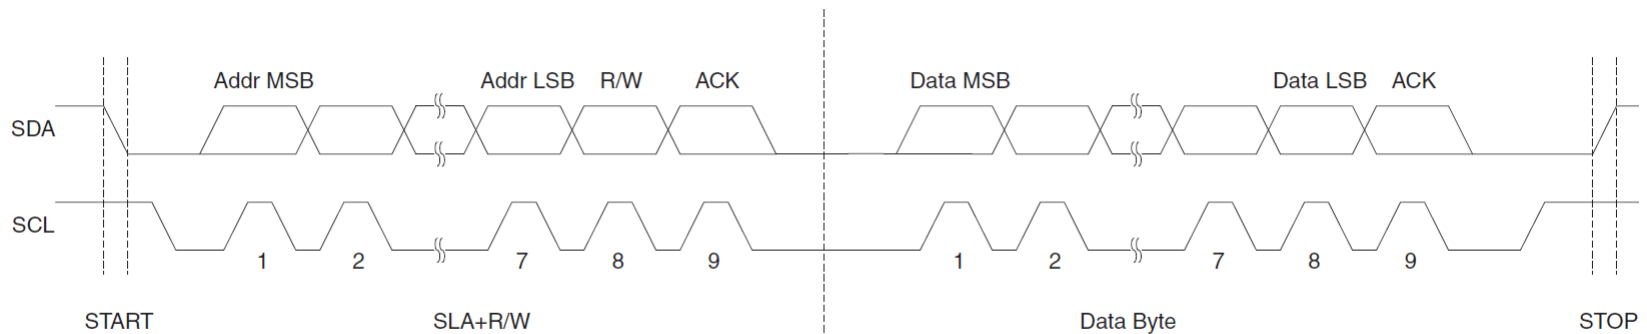 Addr MSB Addr LSB R/W ACK Data MSB Data LSB ACK
SDA
SCL
1 2 7 8 9 1 2 7 8 9
START SLA+R/W Data Byte STOP